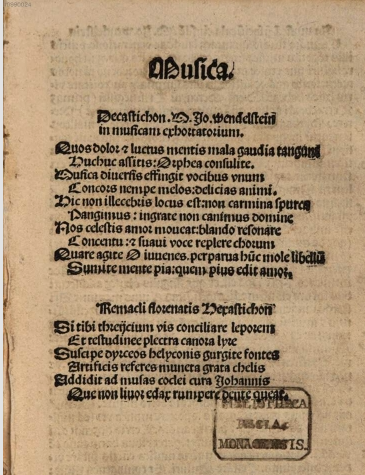 Musica.
Decastichon. M. Jo. Wendelstein
in musicam exhortatorium.
Quos dolor ⁊ luctus mentis mala gaudia tangunt
Huchuc assitis: Orphea consulite.
Musica diuersis effingit vocibus vnum
Concors nempe melos: delicias animi.
Hic non illecebris locus est: non carmina spurca
Pangimus: ingrate non canimus domine
Nos celestis amor moueat: blando resonare
Concentu: ⁊ suaui voce replere chorum
Quare agite O iuuenes. perparua hūc mole libellū
Sumite mente pia: quem pius edit amor.
Remacli florenatis Hexastichon
Si tibi threijcium vis conciliare leporem
Et testudinee plectra canora lyre
Suscipe dyrceos helyconis gurgite fontes
Artificis referes munera grata chelis
Addidit ad musas coclei cura Johannis
Que non liuor edax rumpere dente queat.
BIBLIOTHECA
REGIA
MONACENSIS.